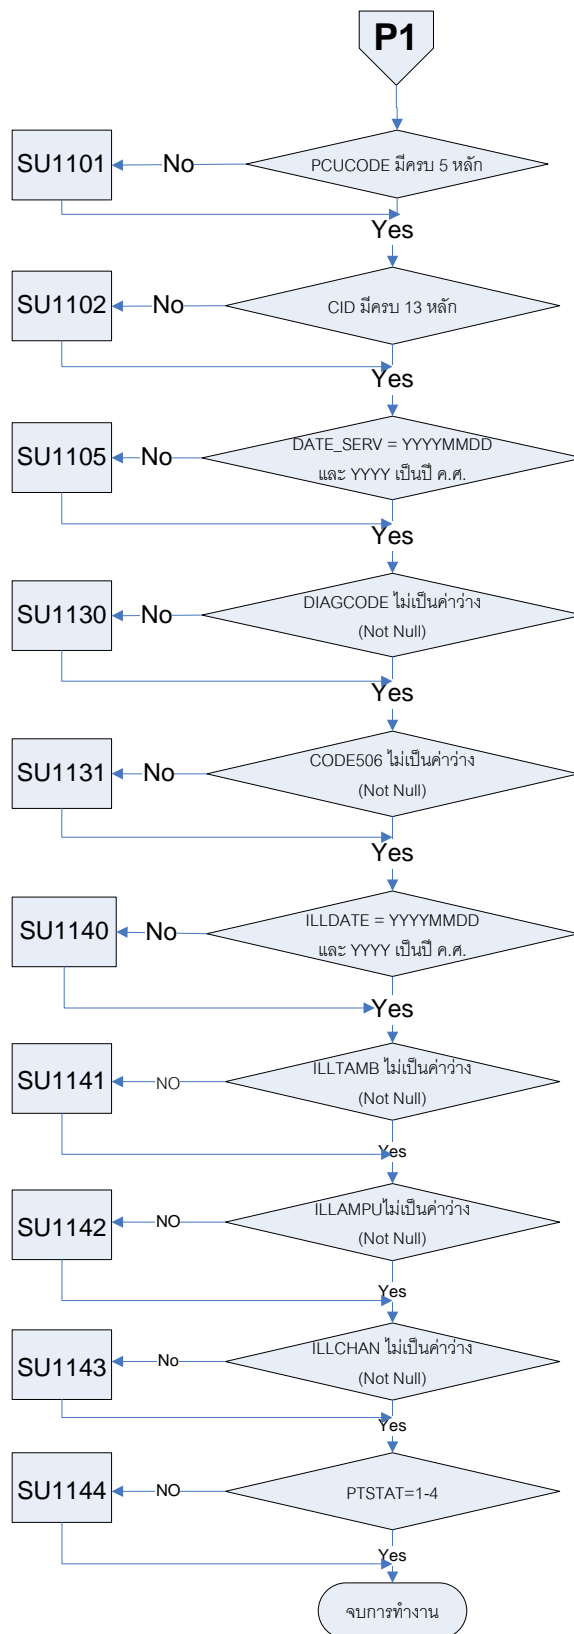 P1
PCUCODE มีครบ 5 หลัก
No
SU1101
Yes
CID มีครบ 13 หลัก
No
SU1102
Yes
DATE_SERV = YYYYMMDD
และ YYYY เป็นปี ค.ศ.
No
SU1105
Yes
DIAGCODE ไม่เป็นค่าว่าง
(Not Null)
No
SU1130
Yes
CODE506 ไม่เป็นค่าว่าง
(Not Null)
No
SU1131
Yes
ILLDATE = YYYYMMDD
และ YYYY เป็นปี ค.ศ.
No
SU1140
Yes
ILLTAMB ไม่เป็นค่าว่าง
(Not Null)
NO
SU1141
Yes
ILLAMPUไม่เป็นค่าว่าง
(Not Null)
NO
SU1142
Yes
ILLCHAN ไม่เป็นค่าว่าง
(Not Null)
No
SU1143
Yes
PTSTAT=1-4
NO
SU1144
Yes
จบการทำงาน